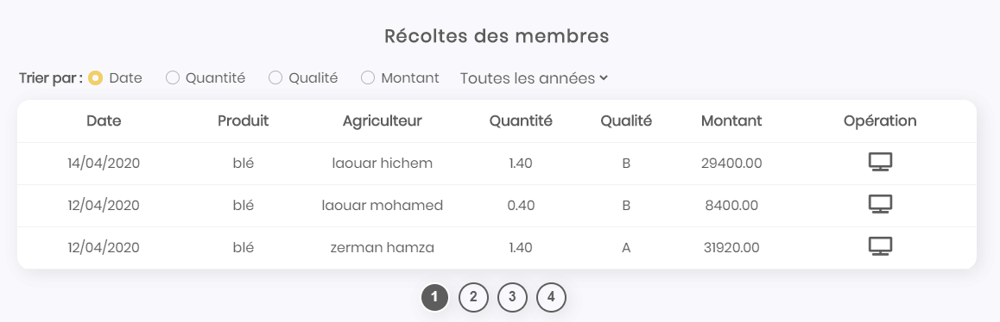 Récoltes des membres
Trier par : Date Quantité Qualité Montant Toutes les années
Date Produit Agriculteur Quantité Qualité Montant Opération
14/04/2020 blé laouar hichem 1.40 B 29400.00
12/04/2020 blé laouar mohamed 0.40 B 8400.00
12/04/2020 blé zerman hamza 1.40 A 31920.00
1 2 3 4